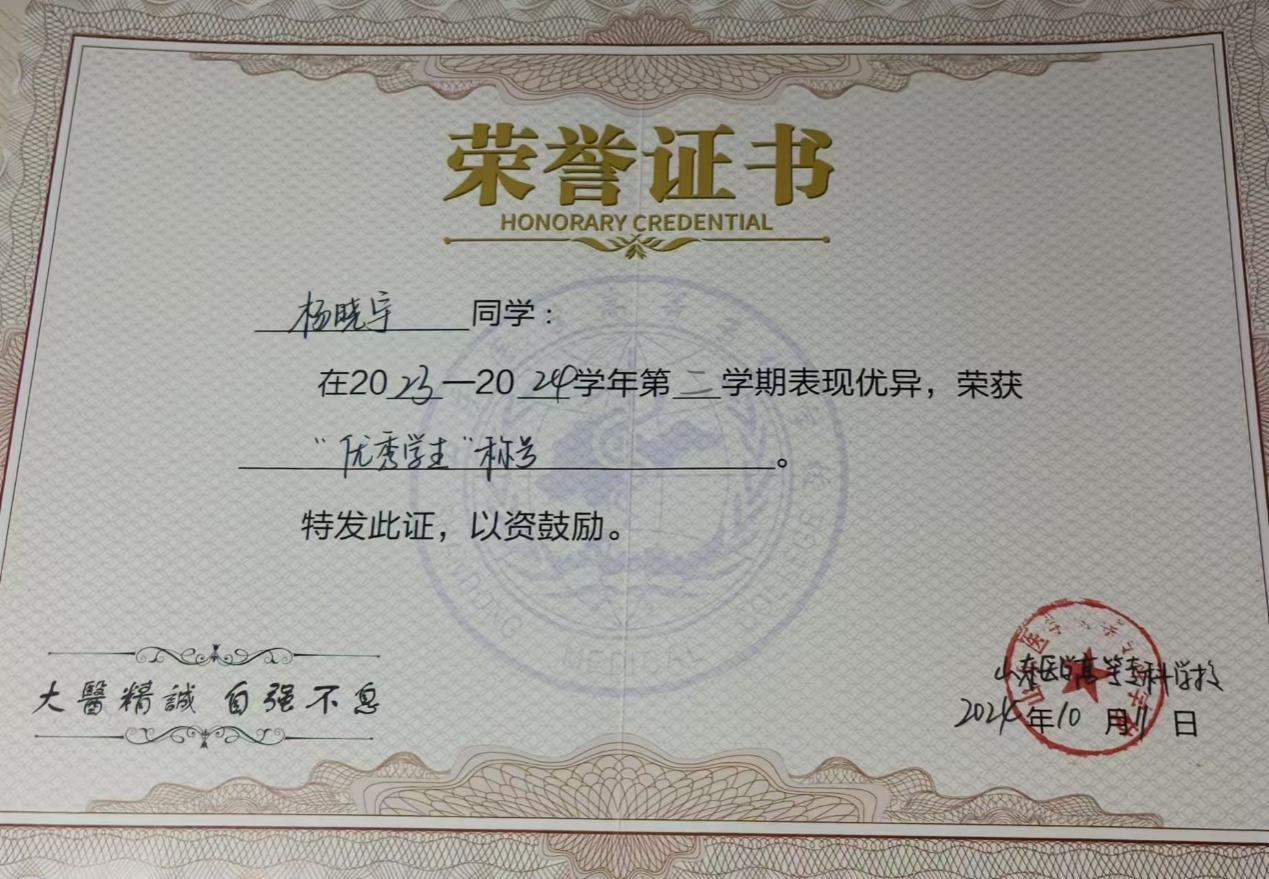 荣誉证书
HONORARY CREDENTIAL
杨晓宇同学：
在2023—2024学年第二学期表现优异，荣获
“优秀学生”称号。
特发此证，以资鼓励。
大醫精誠 自强不息
山东医学高等专科学校
2024年10月11日
MEDICAL